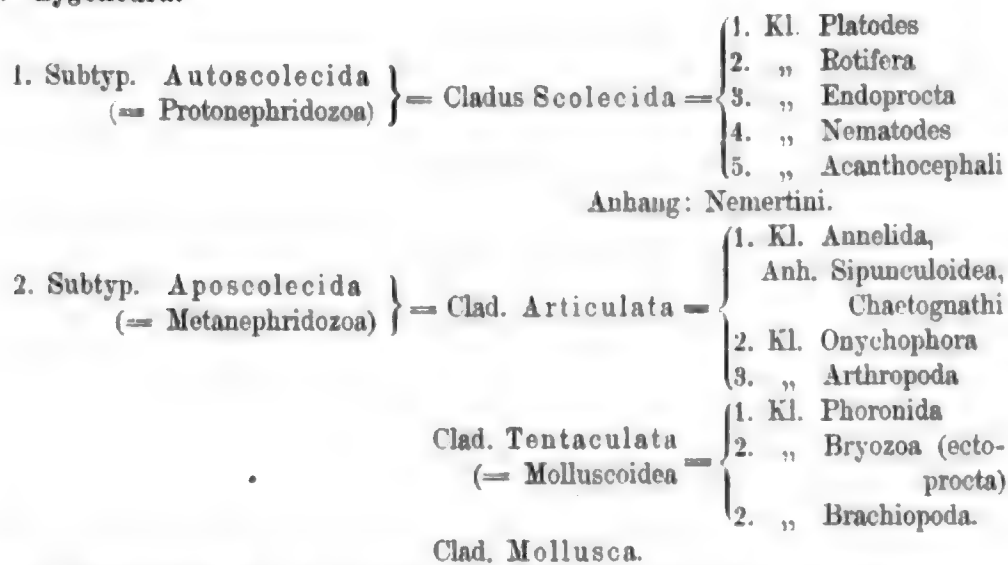 1. Kl. Platodes
1. Subtyp. Autoscolecida
2. „ Rotifera
(= Protonephridozoa) } = Cladus Scolecida = 3. „ Endoprocta
4. „ Nematodes
5. „ Acanthocephali
Anhang: Nemertini.
1. Kl. Annelida,
Anh. Sipunculoidea,
2. Subtyp. Aposcolecida
(= Metanephridozoa) } = Clad. Articulata = Chaetognathi
2. Kl. Onychophora
3. „ Arthropoda
1. Kl. Phoronida
Clad. Tentaculata
2. „ Bryozoa (ecto-
(= Molluscoidea = procta)
2. „ Brachiopoda.
Clad. Mollusca.